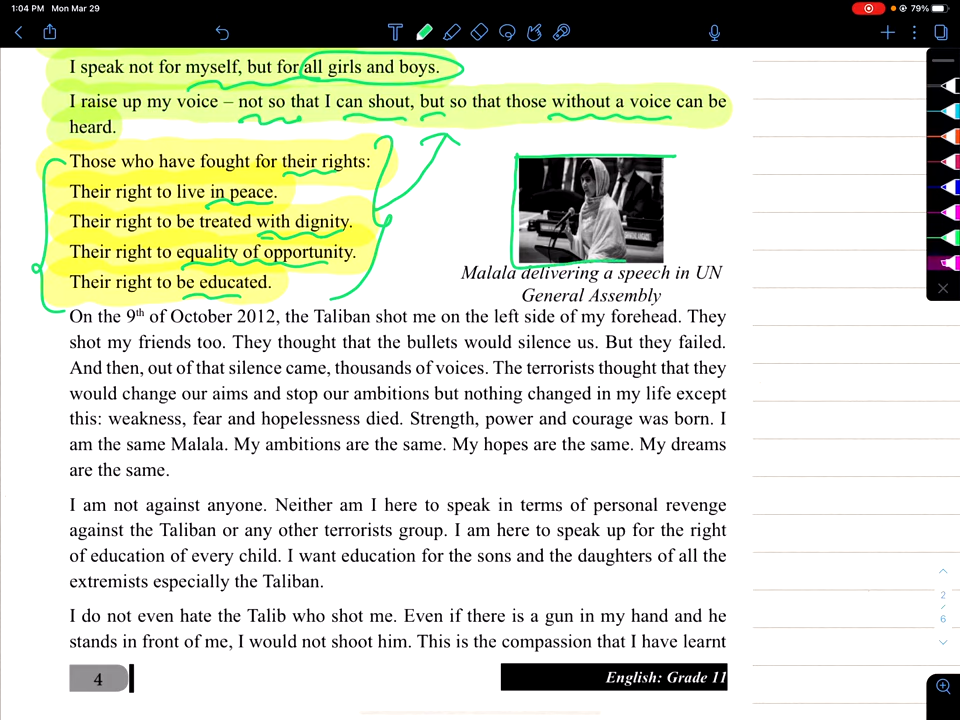 1:04 PM Mon Mar 29
79%
I speak not for myself, but for all girls and boys.
I raise up my voice – not so that I can shout, but so that those without a voice can be
heard.
Those who have fought for their rights:
Their right to live in peace.
Their right to be treated with dignity.
Their right to equality of opportunity.
Their right to be educated.
Malala delivering a speech in UN
General Assembly
On the 9th of October 2012, the Taliban shot me on the left side of my forehead. They
shot my friends too. They thought that the bullets would silence us. But they failed.
And then, out of that silence came, thousands of voices. The terrorists thought that they
would change our aims and stop our ambitions but nothing changed in my life except
this: weakness, fear and hopelessness died. Strength, power and courage was born. I
am the same Malala. My ambitions are the same. My hopes are the same. My dreams
are the same.
I am not against anyone. Neither am I here to speak in terms of personal revenge
against the Taliban or any other terrorists group. I am here to speak up for the right
of education of every child. I want education for the sons and the daughters of all the
extremists especially the Taliban.
I do not even hate the Talib who shot me. Even if there is a gun in my hand and he
stands in front of me, I would not shoot him. This is the compassion that I have learnt
4
English: Grade 11
2
/
6